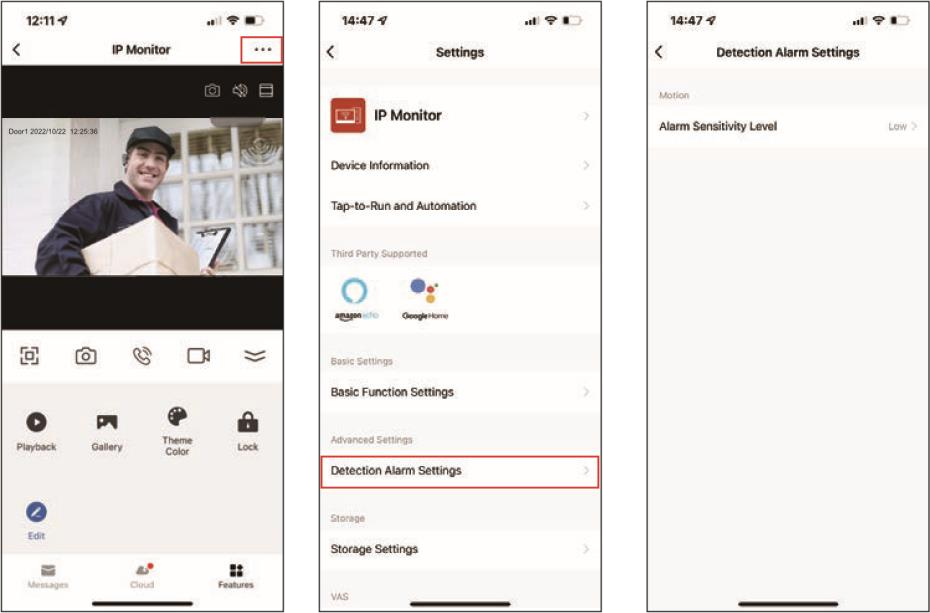 12:11
IP Monitor
Door1 2022/10/22 12:25:36
Playback
Gallery
Theme
Color
Lock
Edit
Messages
Cloud
Features
14:47
Settings
IP Monitor
Device Information
Tap-to-Run and Automation
Third Party Supported
amazon echo
Google Home
Basic Settings
Basic Function Settings
Advanced Settings
Detection Alarm Settings
Storage
Storage Settings
VAS
14:47
Detection Alarm Settings
Motion
Alarm Sensitivity Level
Low